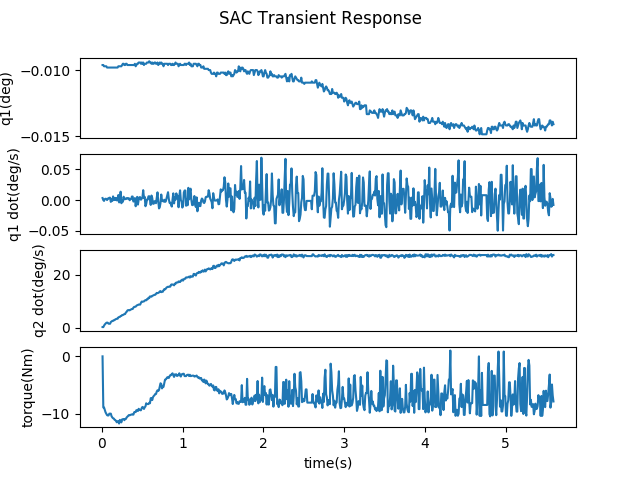 SAC Transient Response
q1(deg)
−0.010
−0.015
q1 dot(deg/s)
0.05
0.00
−0.05
q2 dot(deg/s)
20
0
torque(Nm)
0
−10
0 1 2 3 4 5
time(s)